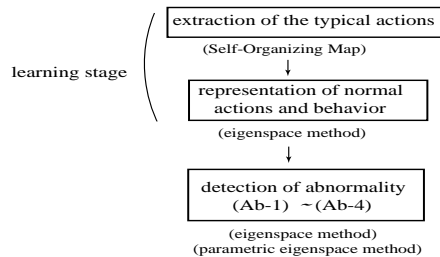 extraction of the typical actions
(Self-Organizing Map)
learning stage
representation of normal
actions and behavior
(eigenspace method)
detection of abnormality
(Ab-1) ~(Ab-4)
(eigenspace method)
(parametric eigenspace method)